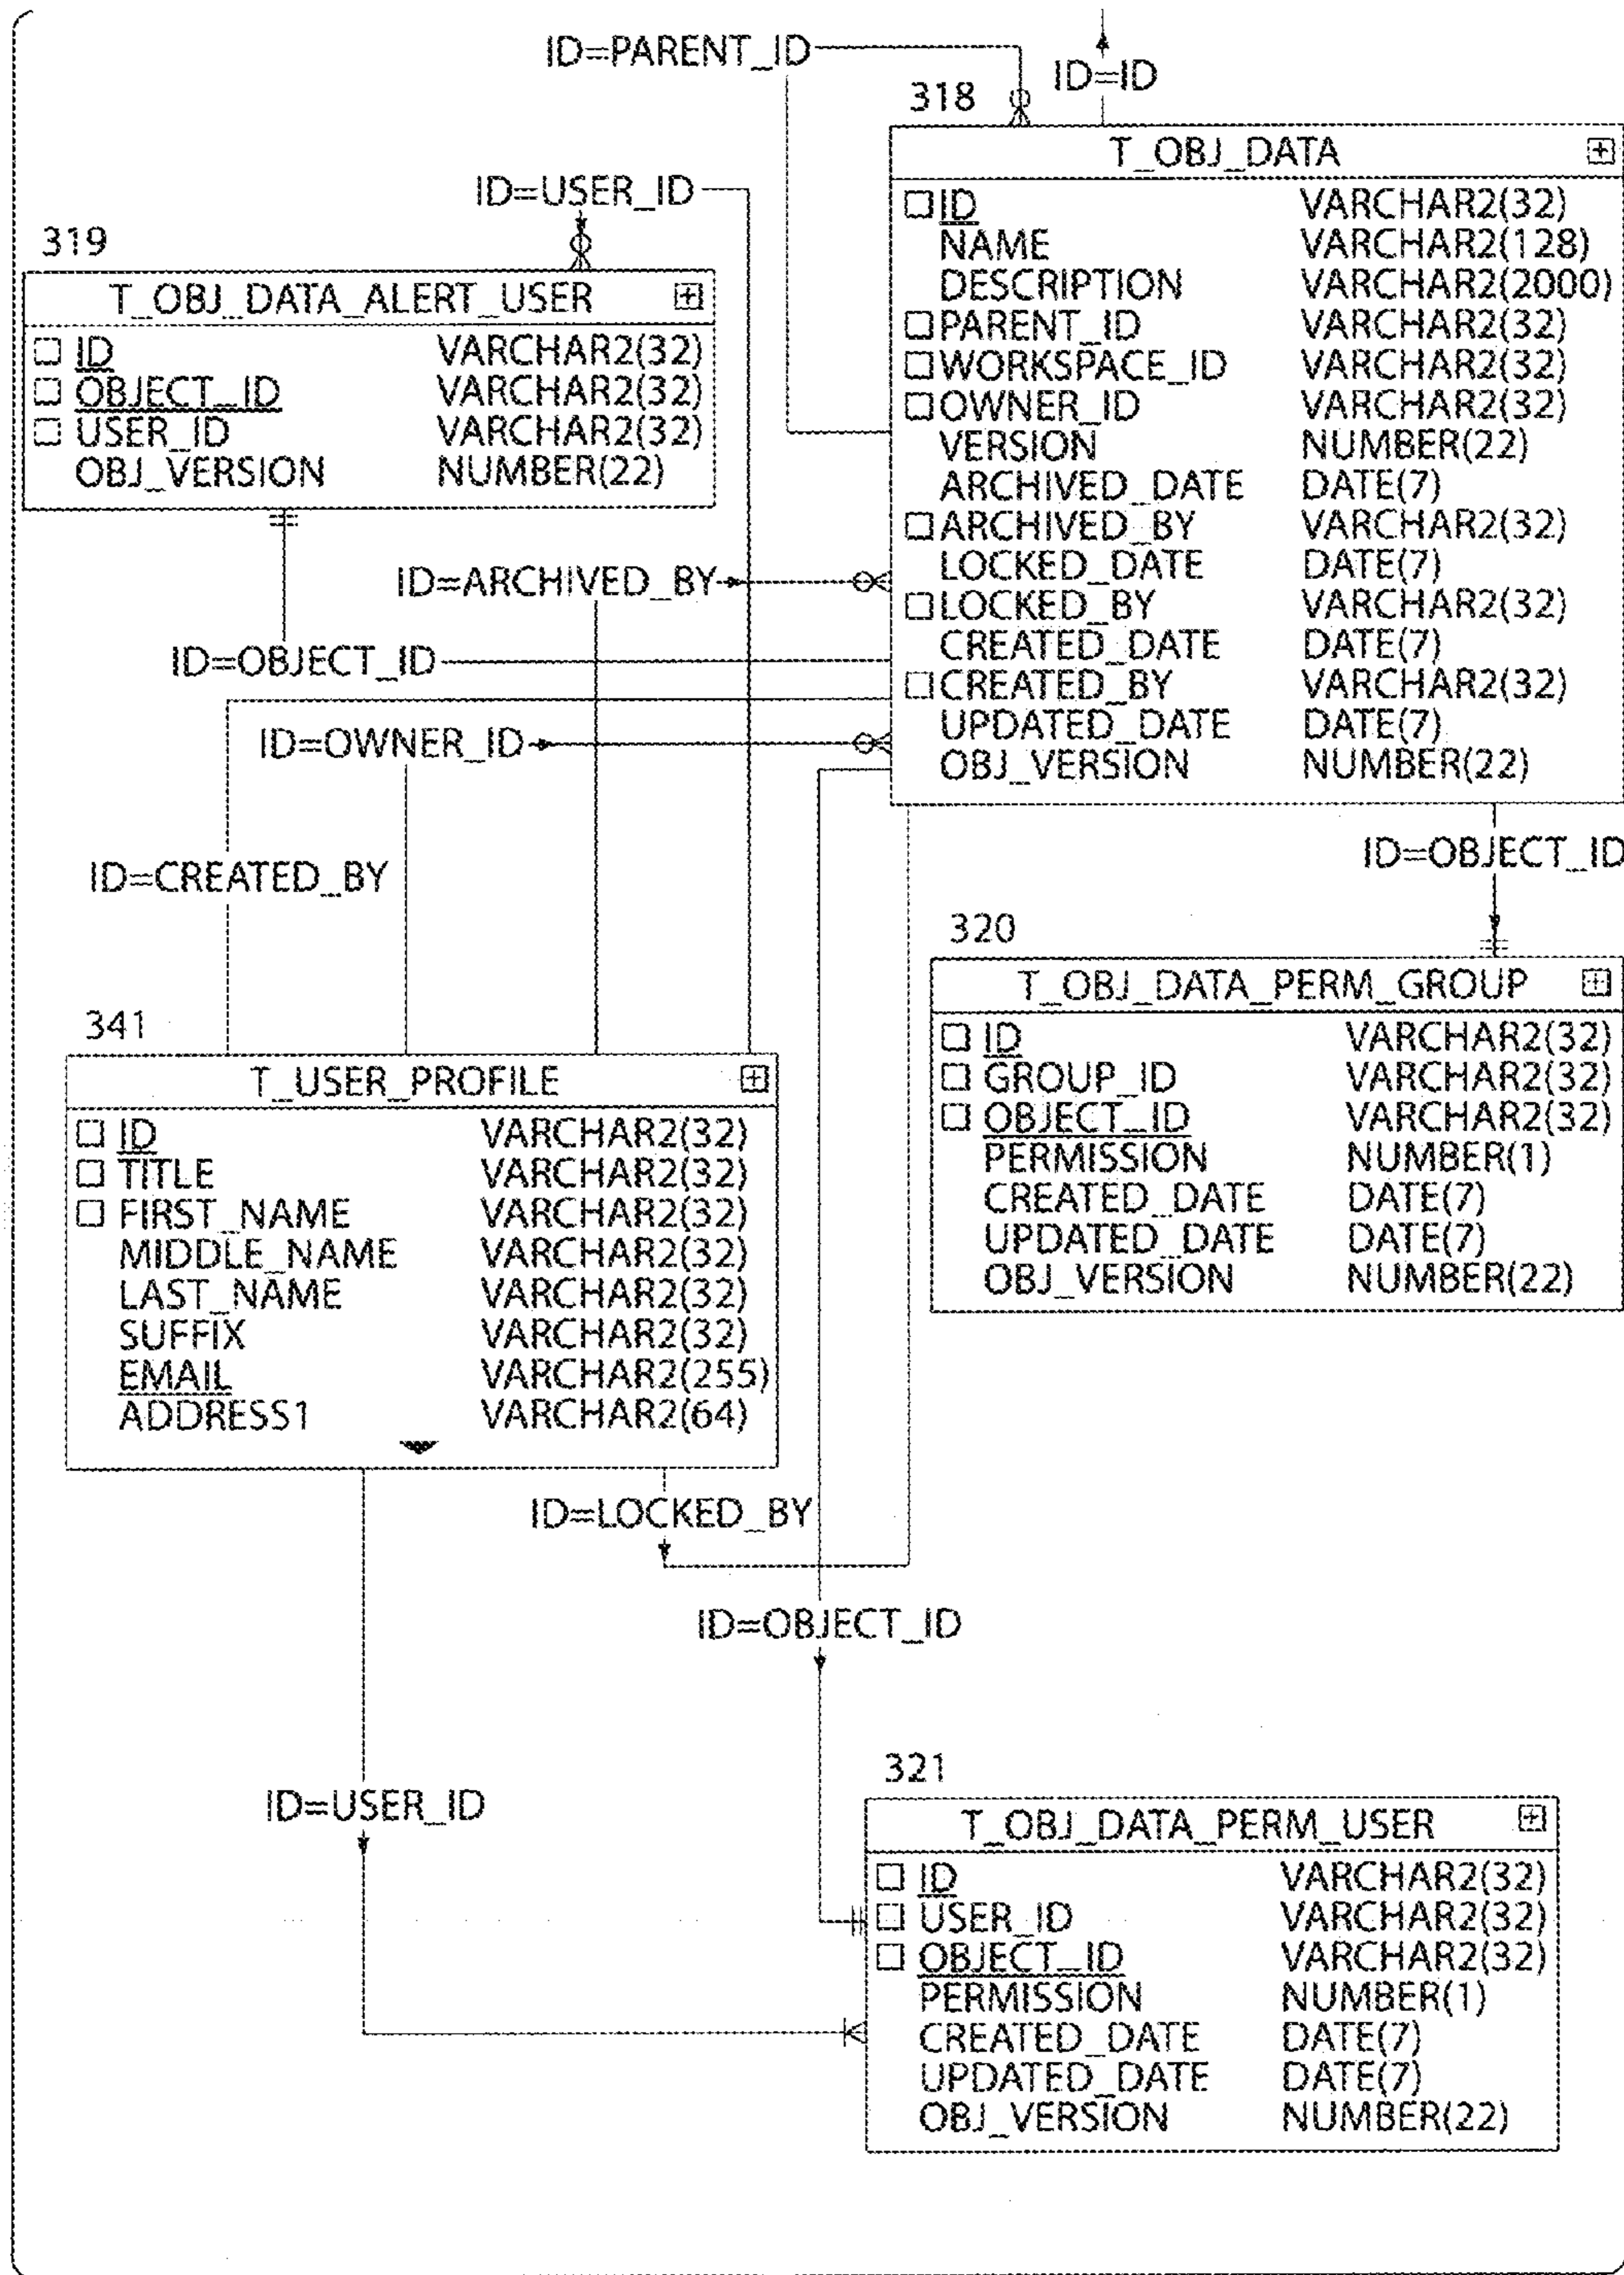 ID=PARENT_ID
ID=ID
318
T_OBJ_DATA
ID VARCHAR2(32)
NAME VARCHAR2(128)
DESCRIPTION VARCHAR2(2000)
PARENT_ID VARCHAR2(32)
WORKSPACE_ID VARCHAR2(32)
OWNER_ID VARCHAR2(32)
VERSION NUMBER(22)
ARCHIVED_DATE DATE(7)
ARCHIVED_BY VARCHAR2(32)
LOCKED_DATE DATE(7)
LOCKED_BY VARCHAR2(32)
CREATED_DATE DATE(7)
CREATED_BY VARCHAR2(32)
UPDATED_DATE DATE(7)
OBJ_VERSION NUMBER(22)
ID=USER_ID
319
T_OBJ_DATA_ALERT_USER
ID VARCHAR2(32)
OBJECT_ID VARCHAR2(32)
USER_ID VARCHAR2(32)
OBJ_VERSION NUMBER(22)
ID=ARCHIVED_BY
ID=OBJECT_ID
ID=OWNER_ID
ID=CREATED_BY
ID=OBJECT_ID
320
T_OBJ_DATA_PERM_GROUP
ID VARCHAR2(32)
GROUP_ID VARCHAR2(32)
OBJECT_ID VARCHAR2(32)
PERMISSION NUMBER(1)
CREATED_DATE DATE(7)
UPDATED_DATE DATE(7)
OBJ_VERSION NUMBER(22)
341
T_USER_PROFILE
ID VARCHAR2(32)
TITLE VARCHAR2(32)
FIRST_NAME VARCHAR2(32)
MIDDLE_NAME VARCHAR2(32)
LAST_NAME VARCHAR2(32)
SUFFIX VARCHAR2(32)
EMAIL VARCHAR2(255)
ADDRESS1 VARCHAR2(64)
ID=LOCKED_BY
ID=OBJECT_ID
ID=USER_ID
321
T_OBJ_DATA_PERM_USER
ID VARCHAR2(32)
USER_ID VARCHAR2(32)
OBJECT_ID VARCHAR2(32)
PERMISSION NUMBER(1)
CREATED_DATE DATE(7)
UPDATED_DATE DATE(7)
OBJ_VERSION NUMBER(22)